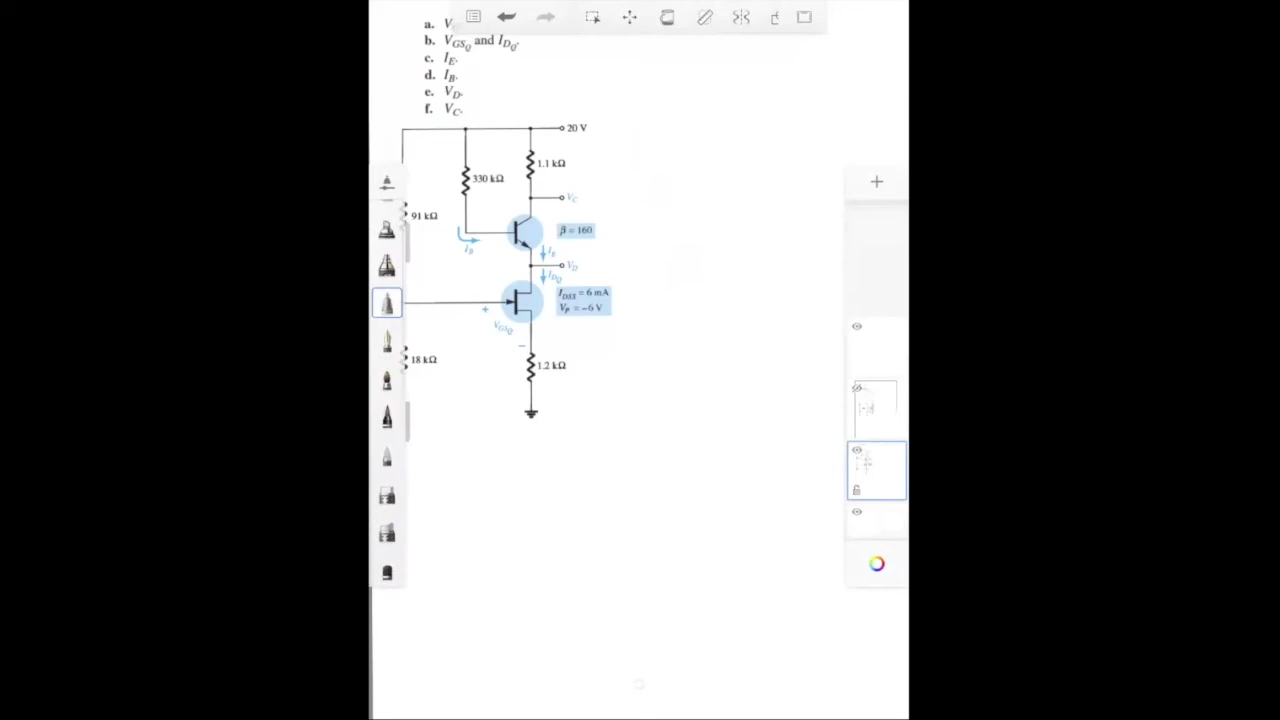 a. V
b. V_GSQ and I_DQ.
c. I_E.
d. I_B.
e. V_D.
f. V_C.
20 V
1.1 kΩ
330 kΩ
V_C
91 kΩ
β = 160
I_B
I_E
V_D
I_DQ
I_DSS = 6 mA
V_P = –6 V
+
V_GSQ
–
18 kΩ
1.2 kΩ